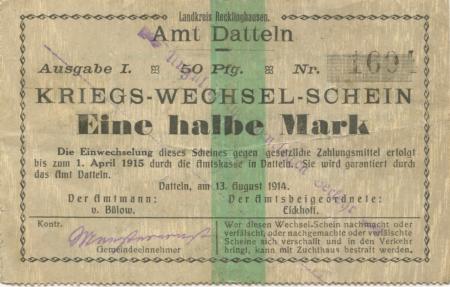 Landkreis Recklinghausen.
Amt Datteln
Ausgabe I. 50 Pfg. Nr. 1601
KRIEGS-WECHSEL-SCHEIN
Eine halbe Mark
Die Einwechselung dieses Scheines gegen gesetzliche Zahlungsmittel erfolgt
bis zum 1. April 1915 durch die Amtskasse in Datteln. Sie wird garantiert durch
das Amt Datteln.
Datteln, am 13. August 1914.
Der Amtmann: Der Amtsbeigeordnete:
v. Bülow. Eickhoff.
Kontr.
Gemeindeeinnehmer
Wer diesen Wechsel-Schein nachmacht oder
verfälscht, oder nachgemachte oder verfälschte
Scheine sich verschafft und in den Verkehr
bringt, kann mit Zuchthaus bestraft werden.